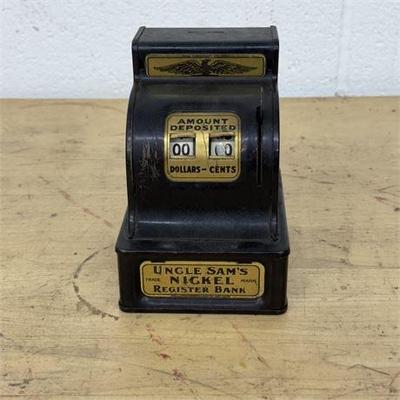 AMOUNT
DEPOSITED
00 00
DOLLARS-CENTS
UNCLE SAM'S
TRADE NICKEL MARK
REGISTER BANK